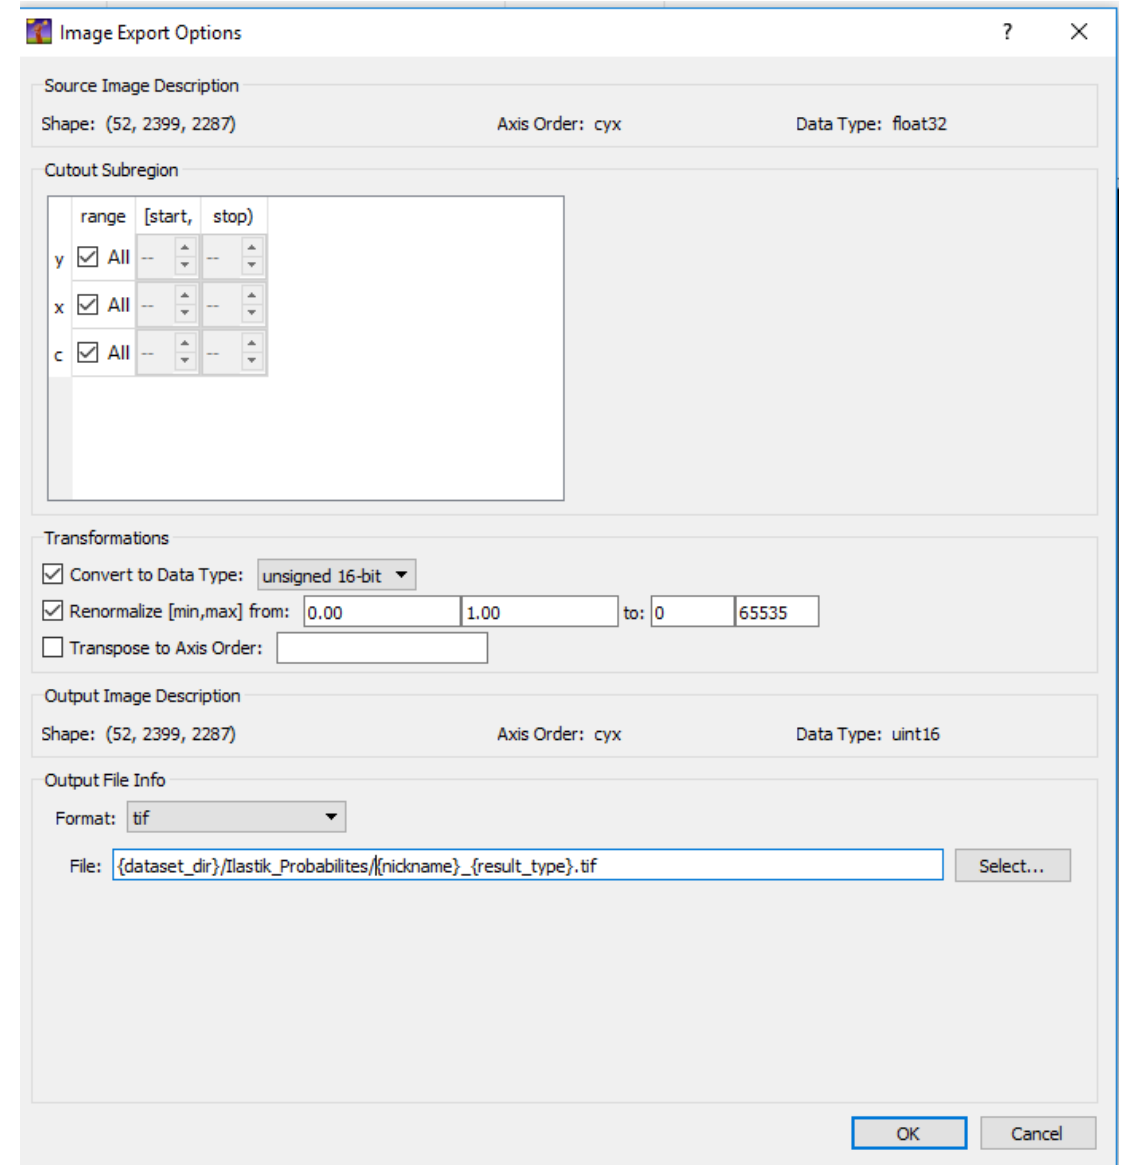 Image Export Options ?
Source Image Description
Shape: (52, 2399, 2287) Axis Order: cyx Data Type: float32
Cutout Subregion
range [start, stop)
y All -- --
x All -- --
c All -- --
Transformations
Convert to Data Type: unsigned 16-bit
Renormalize [min,max] from: 0.00 1.00 to: 0 65535
Transpose to Axis Order:
Output Image Description
Shape: (52, 2399, 2287) Axis Order: cyx Data Type: uint16
Output File Info
Format: tif
File: {dataset_dir}/Ilastik_Probabilites/{nickname}_{result_type}.tif Select...
OK Cancel